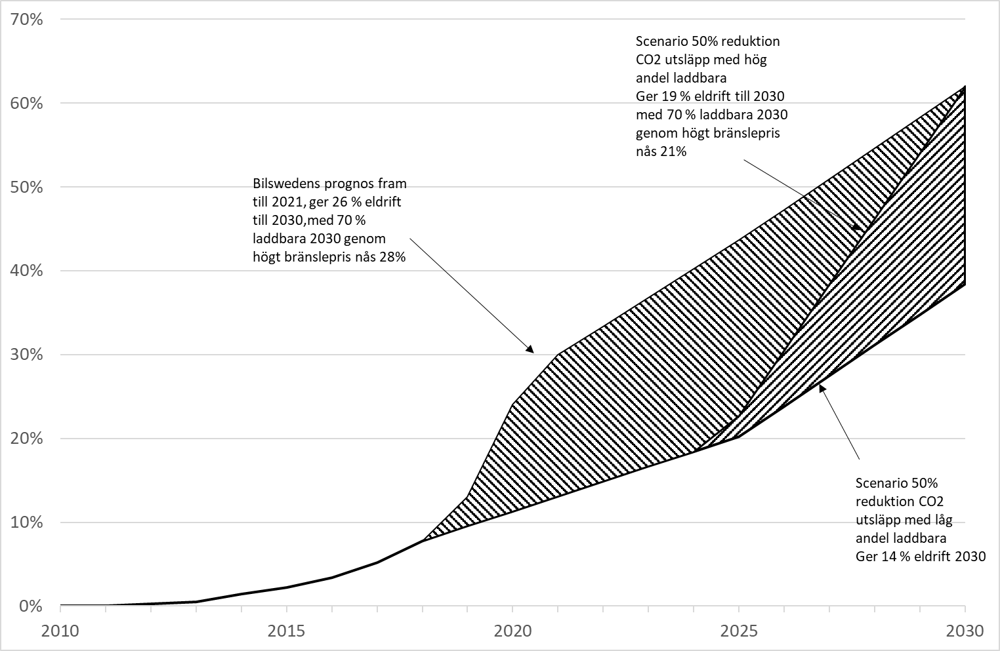 70%
60%
50%
40%
30%
20%
10%
0%
Scenario 50% reduktion
CO2 utsläpp med hög
andel laddbara
Ger 19 % eldrift till 2030
med 70 % laddbara 2030
genom högt bränslepris
nås 21%
Bilswedens prognos fram
till 2021, ger 26 % eldrift
till 2030,med 70 %
laddbara 2030 genom
högt bränslepris nås 28%
Scenario 50%
reduktion CO2
utsläpp med låg
andel laddbara
Ger 14 % eldrift 2030
2010
2015
2020
2025
2030